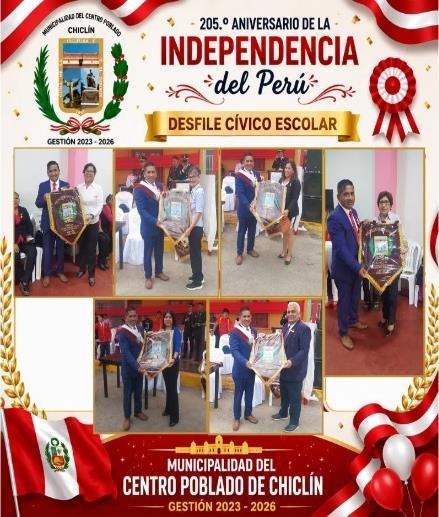 MUNICIPALIDAD DEL CENTRO POBLADO
CHICLÍN
GESTIÓN 2023 - 2026
205.º ANIVERSARIO DE LA
INDEPENDENCIA
del Perú
DESFILE CÍVICO ESCOLAR
MUNICIPALIDAD DEL
CENTRO POBLADO DE CHICLÍN
GESTIÓN 2023 - 2026